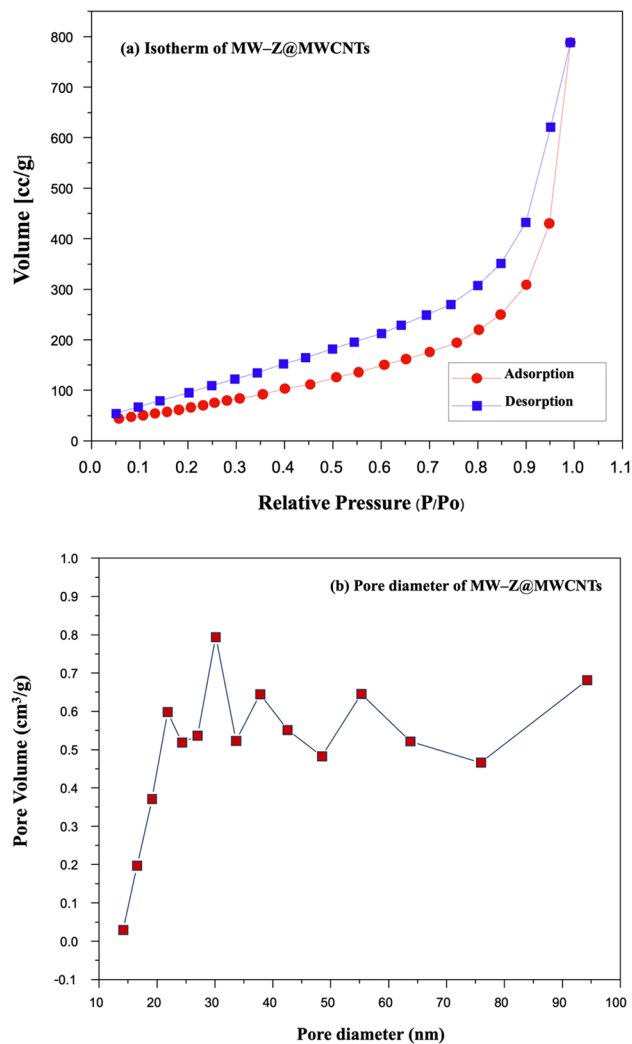 (a) Isotherm of MW–Z@MWCNTs
800
700
600
500
400
300
200
100
0
Volume [cc/g]
Adsorption
Desorption
0.0 0.1 0.2 0.3 0.4 0.5 0.6 0.7 0.8 0.9 1.0 1.1
Relative Pressure (P/Po)
(b) Pore diameter of MW–Z@MWCNTs
1.0
0.9
0.8
0.7
0.6
0.5
0.4
0.3
0.2
0.1
0.0
-0.1
Pore Volume (cm³/g)
10 20 30 40 50 60 70 80 90 100
Pore diameter (nm)